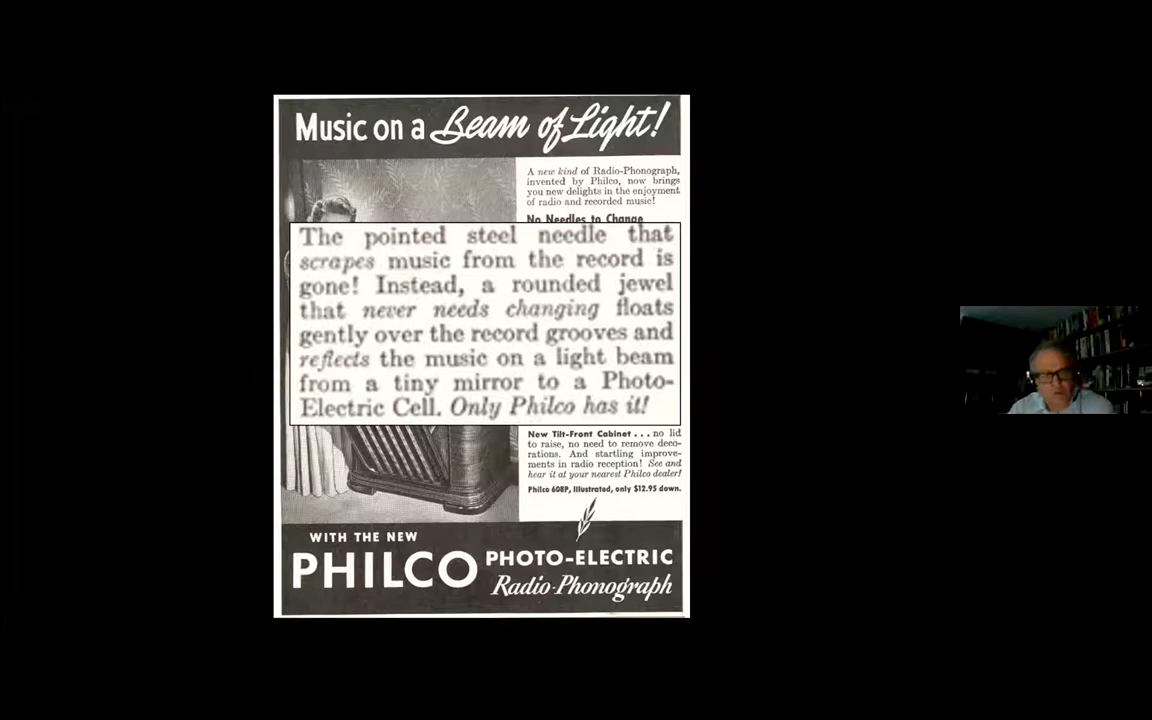 Music on a Beam of Light!
A new kind of Radio-Phonograph,
invented by Philco, now brings
you new delights in the enjoyment
of radio and recorded music!
No Needles to Change
The pointed steel needle that
scrapes music from the record is
gone! Instead, a rounded jewel
that never needs changing floats
gently over the record grooves and
reflects the music on a light beam
from a tiny mirror to a Photo-
Electric Cell. Only Philco has it!
New Tilt-Front Cabinet . . . no lid
to raise, no need to remove deco-
rations. And startling improve-
ments in radio reception! See and
hear it at your nearest Philco dealer!
Philco 608P, Illustrated, only $12.95 down.
WITH THE NEW
PHILCO PHOTO-ELECTRIC
Radio-Phonograph